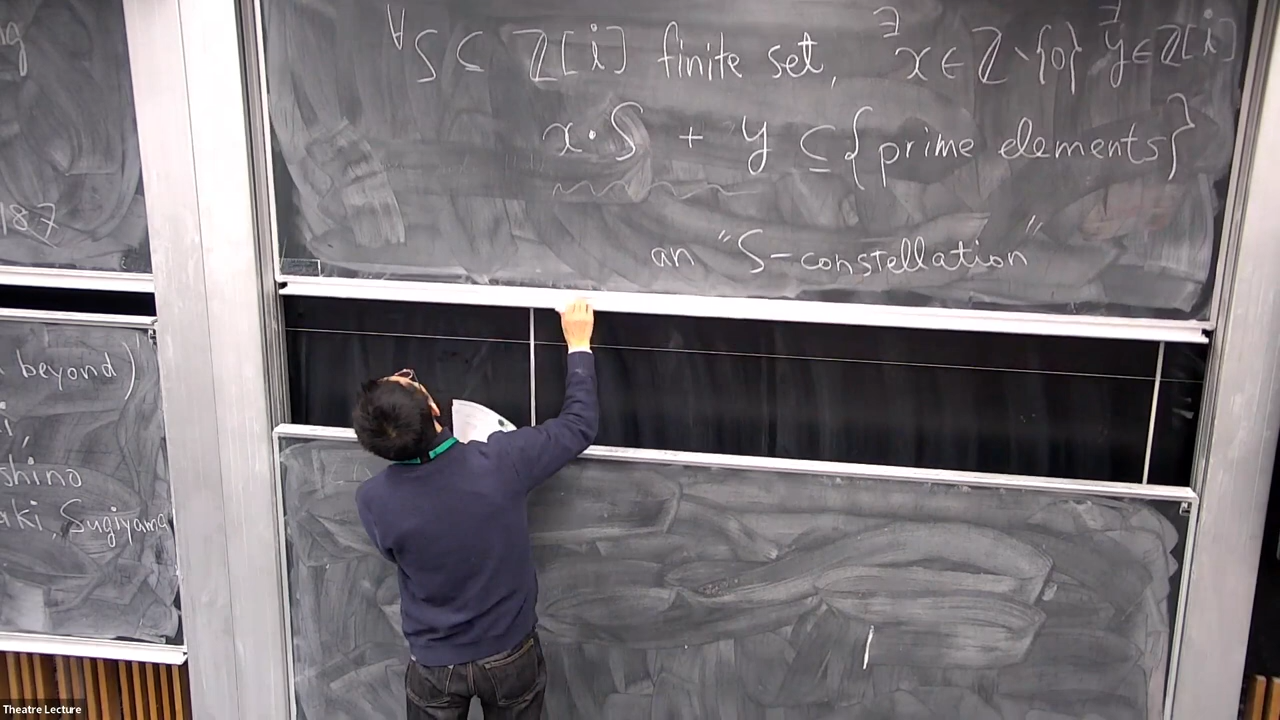 187
beyond)
shino
aki, Sugiyama
∀S ⊆ ℤ[i] finite set, ∃x ∈ ℤ∖{0} ∃y ∈ ℤ[i]
x · S + y ⊆ {prime elements}
an "S-constellation"
Theatre Lecture